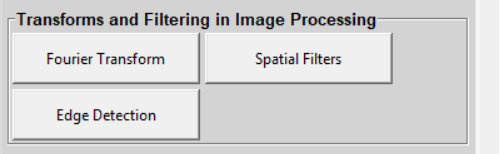 Transforms and Filtering in Image Processing
Fourier Transform
Spatial Filters
Edge Detection